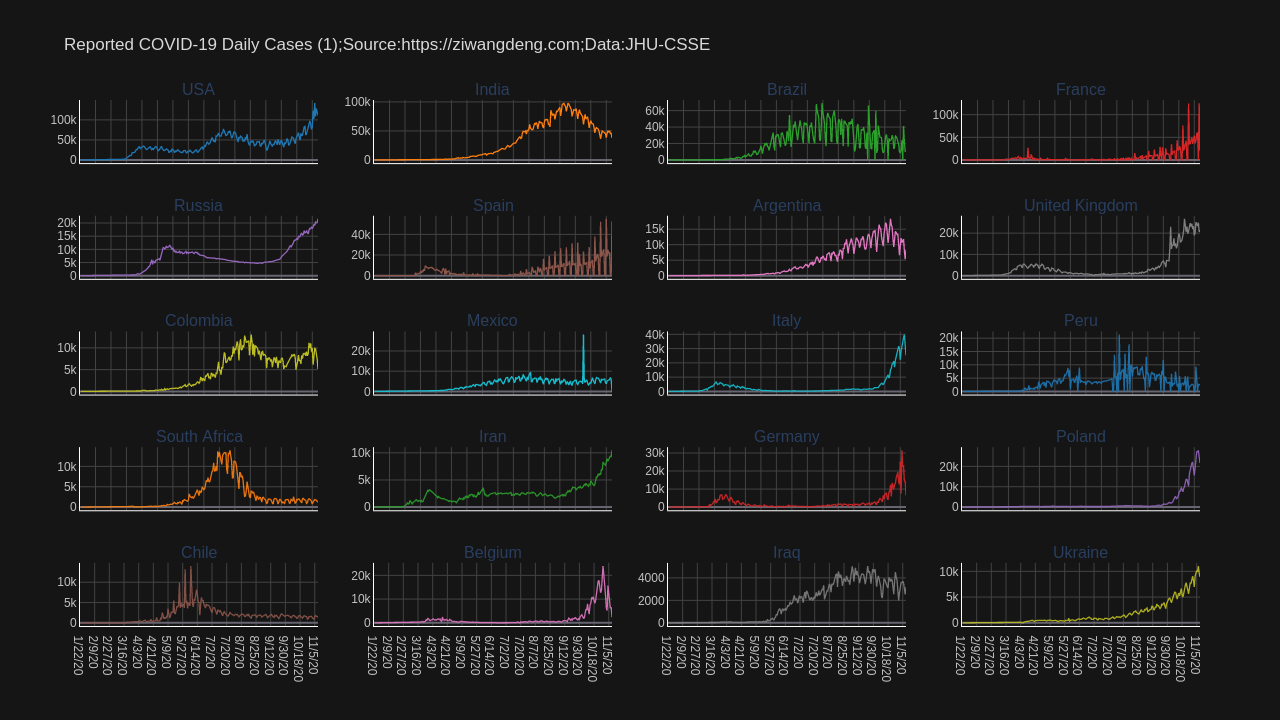 Reported COVID-19 Daily Cases (1);Source:https://ziwangdeng.com;Data:JHU-CSSE
USA
100k
50k
0
India
100k
50k
0
Brazil
60k
40k
20k
0
France
100k
50k
0
Russia
20k
15k
10k
5k
0
Spain
40k
20k
0
Argentina
15k
10k
5k
0
United Kingdom
20k
10k
0
Colombia
10k
5k
0
Mexico
20k
10k
0
Italy
40k
30k
20k
10k
0
Peru
20k
15k
10k
5k
0
South Africa
10k
5k
0
Iran
10k
5k
0
Germany
30k
20k
10k
0
Poland
20k
10k
0
Chile
10k
5k
0
1/22/20
2/9/20
3/16/20
4/3/20
4/21/20
5/9/20
5/27/20
6/14/20
7/2/20
7/20/20
8/7/20
8/25/20
9/12/20
9/30/20
10/18/20
11/5/20
Belgium
20k
10k
0
1/22/20
2/9/20
2/27/20
3/16/20
4/3/20
4/21/20
5/27/20
6/14/20
7/2/20
7/20/20
8/7/20
8/25/20
9/12/20
9/30/20
10/18/20
11/5/20
Iraq
4000
2000
0
1/22/20
2/9/20
2/27/20
3/16/20
4/3/20
4/21/20
5/9/20
5/27/20
6/14/20
7/2/20
7/20/20
8/7/20
8/25/20
9/12/20
9/30/20
10/18/20
11/5/20
Ukraine
10k
5k
0
1/22/20
2/9/20
2/27/20
3/16/20
4/3/20
4/21/20
5/27/20
6/14/20
7/2/20
7/20/20
8/7/20
8/25/20
9/12/20
9/30/20
10/18/20
11/5/20